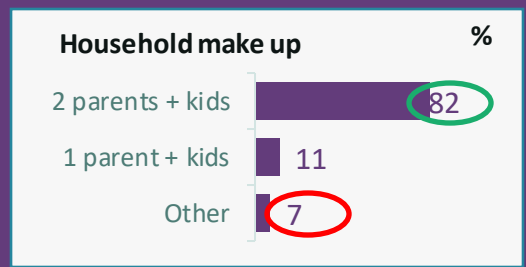 Household make up %
2 parents + kids 82
1 parent + kids 11
Other 7